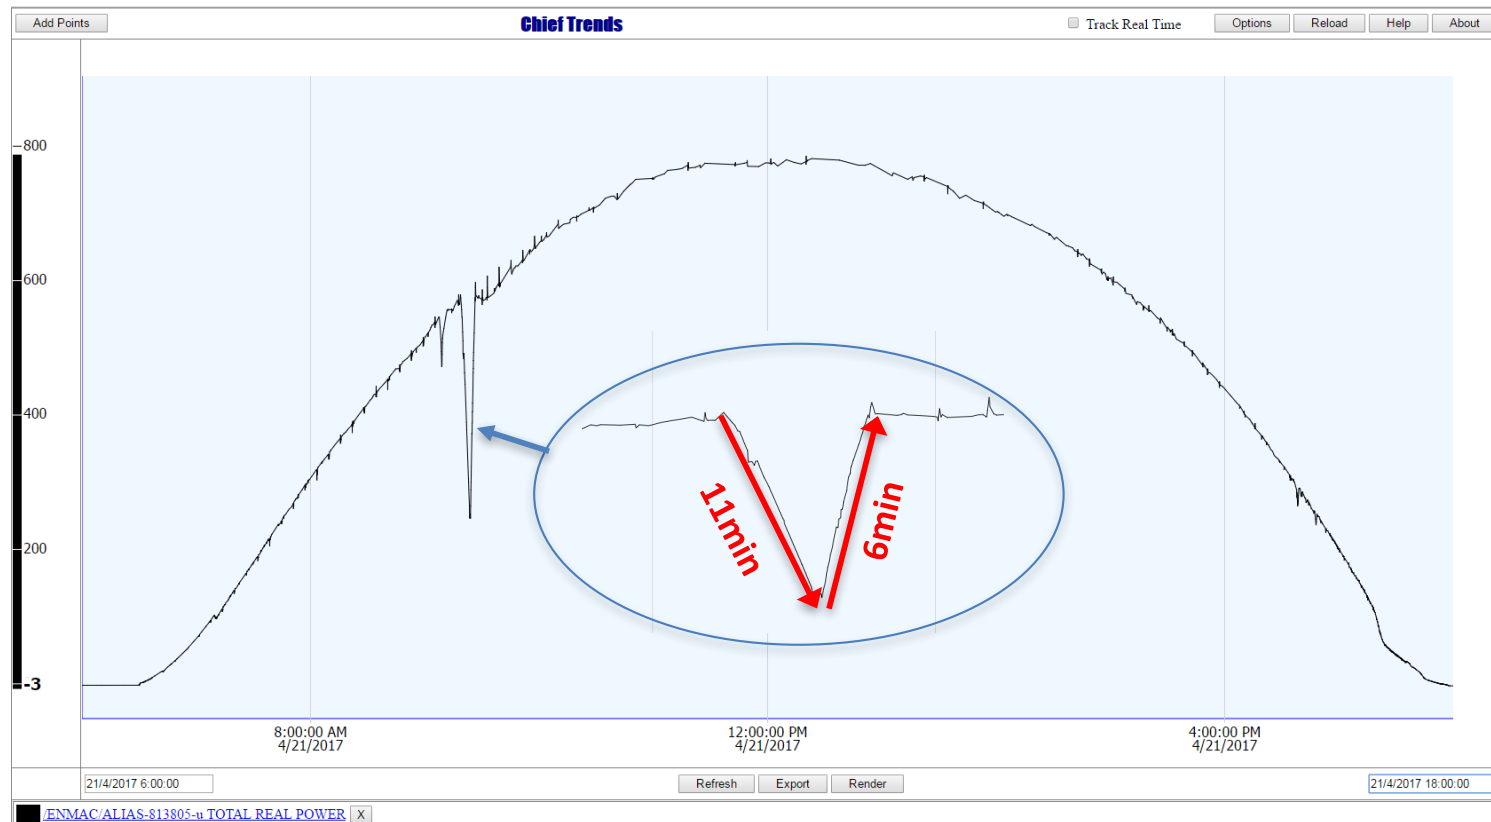 Add Points
Chief Trends
Track Real Time
Options
Reload
Help
About
800
600
400
200
-3
11min
6min
8:00:00 AM
4/21/2017
12:00:00 PM
4/21/2017
4:00:00 PM
4/21/2017
21/4/2017 6:00:00
Refresh
Export
Render
21/4/2017 18:00:00
/ENMAC/ALIAS-813805-u TOTAL REAL POWER
X